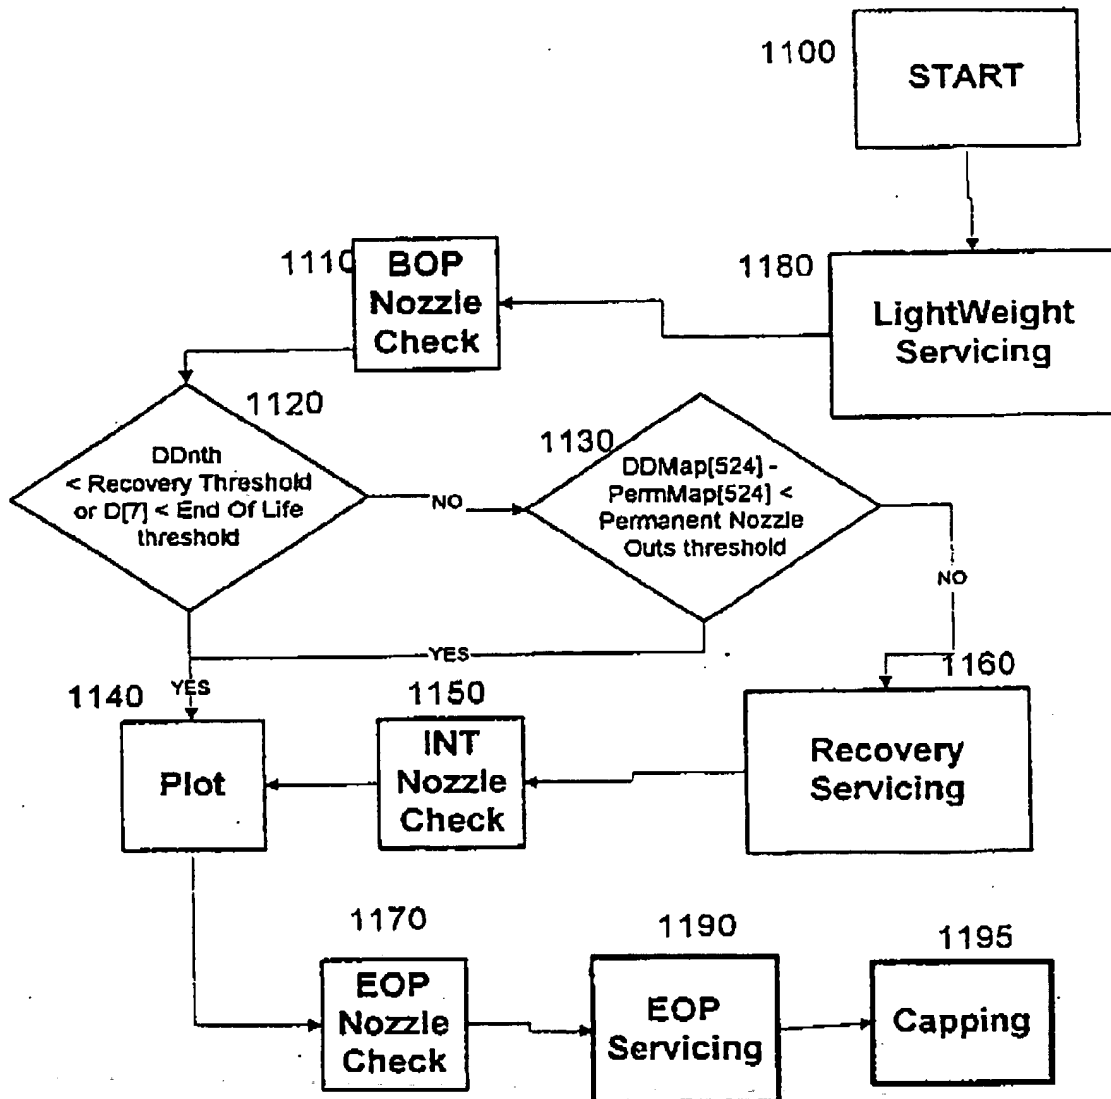 1100
START
1110
BOP
Nozzle
Check
1180
LightWeight
Servicing
1120
DDnth
< Recovery Threshold
or D[7] < End Of Life
threshold
NO
1130
DDMap[524] -
PermMap[524] <
Permanent Nozzle
Outs threshold
NO
YES
YES
1140
Plot
1150
INT
Nozzle
Check
1160
Recovery
Servicing
1170
EOP
Nozzle
Check
1190
EOP
Servicing
1195
Capping